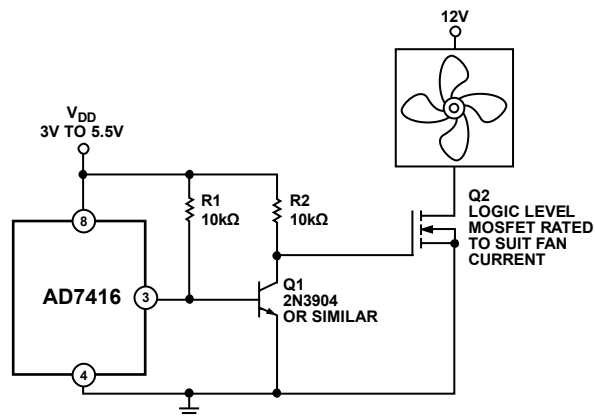 12V
V_DD
3V TO 5.5V
R1
10kΩ
R2
10kΩ
Q2
LOGIC LEVEL
MOSFET RATED
TO SUIT FAN
CURRENT
8
AD7416
3
Q1
2N3904
OR SIMILAR
4